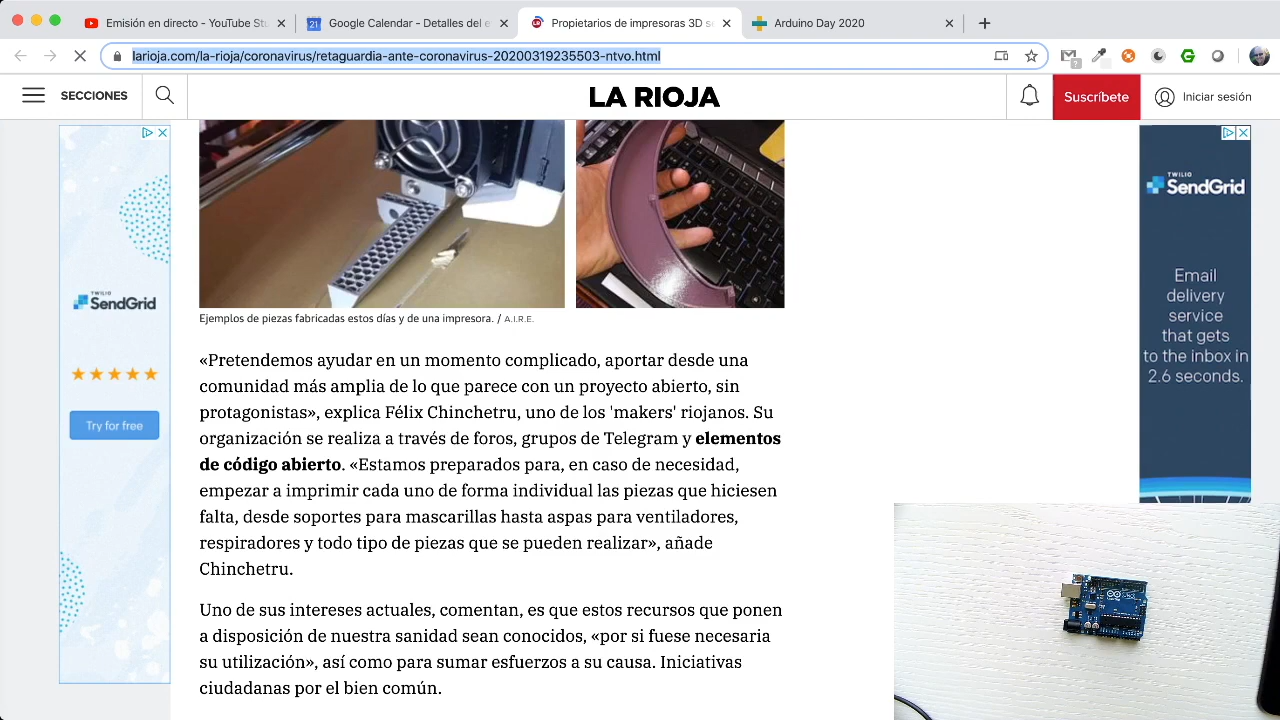 Emisión en directo - YouTube Stu
Google Calendar - Detalles del e
Propietarios de impresoras 3D s
Arduino Day 2020
larioja.com/la-rioja/coronavirus/retaguardia-ante-coronavirus-20200319235503-ntvo.html
SECCIONES
LA RIOJA
Suscríbete
Iniciar sesión
TWILIO
SendGrid
Try for free
TWILIO
SendGrid
Email
delivery
service
that gets
to the inbox in
2.6 seconds.
Ejemplos de piezas fabricadas estos días y de una impresora. / A.I.R.E.
«Pretendemos ayudar en un momento complicado, aportar desde una
comunidad más amplia de lo que parece con un proyecto abierto, sin
protagonistas», explica Félix Chinchetru, uno de los 'makers' riojanos. Su
organización se realiza a través de foros, grupos de Telegram y elementos
de código abierto. «Estamos preparados para, en caso de necesidad,
empezar a imprimir cada uno de forma individual las piezas que hiciesen
falta, desde soportes para mascarillas hasta aspas para ventiladores,
respiradores y todo tipo de piezas que se pueden realizar», añade
Chinchetru.
Uno de sus intereses actuales, comentan, es que estos recursos que ponen
a disposición de nuestra sanidad sean conocidos, «por si fuese necesaria
su utilización», así como para sumar esfuerzos a su causa. Iniciativas
ciudadanas por el bien común.